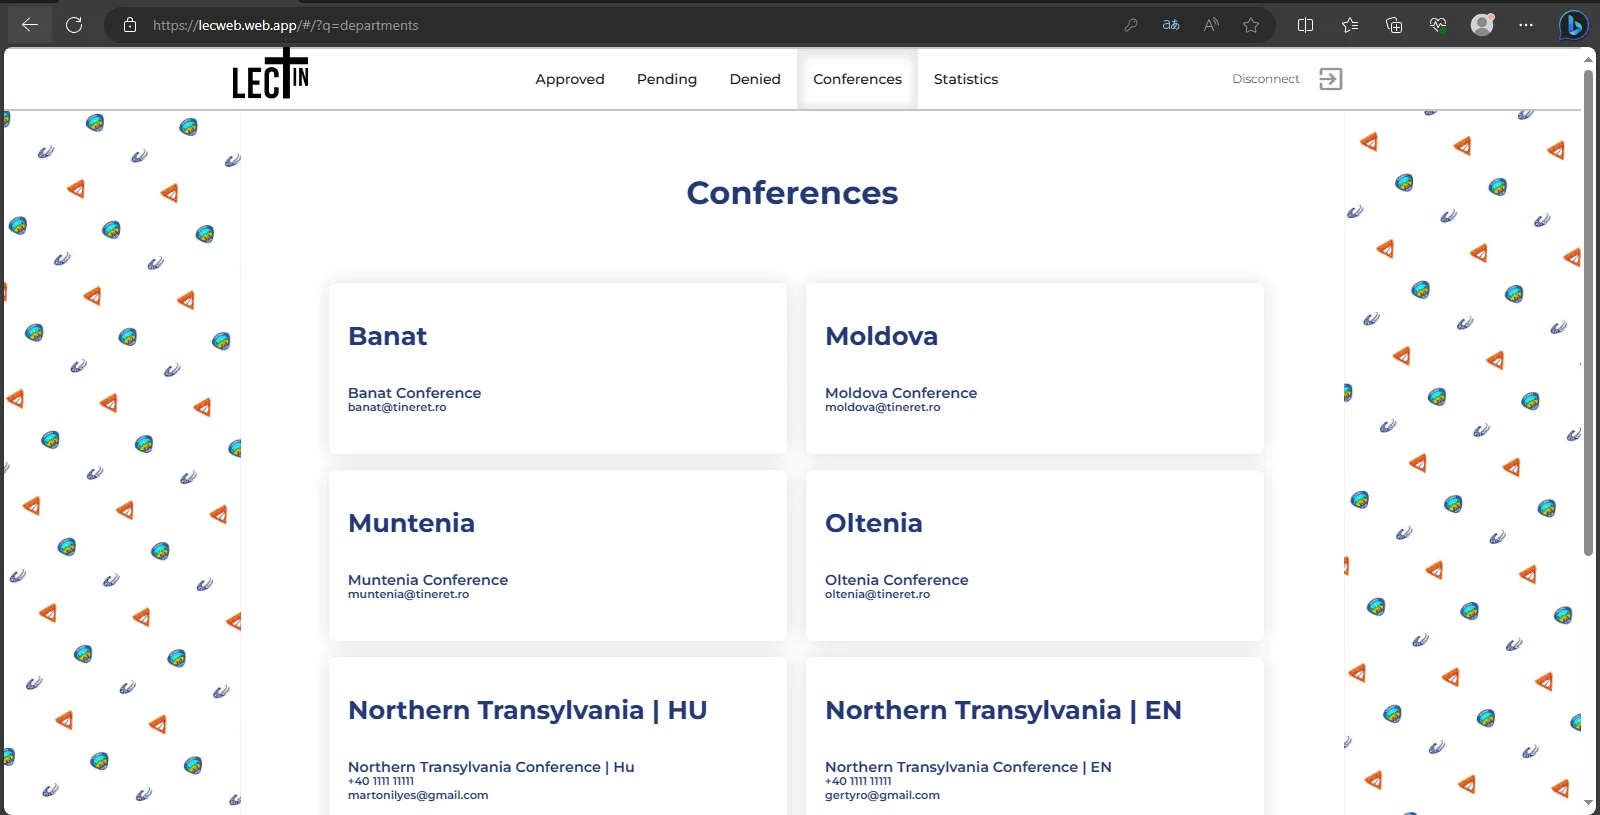 https://lecweb.web.app/#/?q=departments
LECTIN
Approved
Pending
Denied
Conferences
Statistics
Disconnect
Conferences
Banat
Banat Conference
banat@tineret.ro
Moldova
Moldova Conference
moldova@tineret.ro
Muntenia
Muntenia Conference
muntenia@tineret.ro
Oltenia
Oltenia Conference
oltenia@tineret.ro
Northern Transylvania | HU
Northern Transylvania Conference | Hu
+40 1111 11111
martonilyes@gmail.com
Northern Transylvania | EN
Northern Transylvania Conference | EN
+40 1111 11111
gertyro@gmail.com